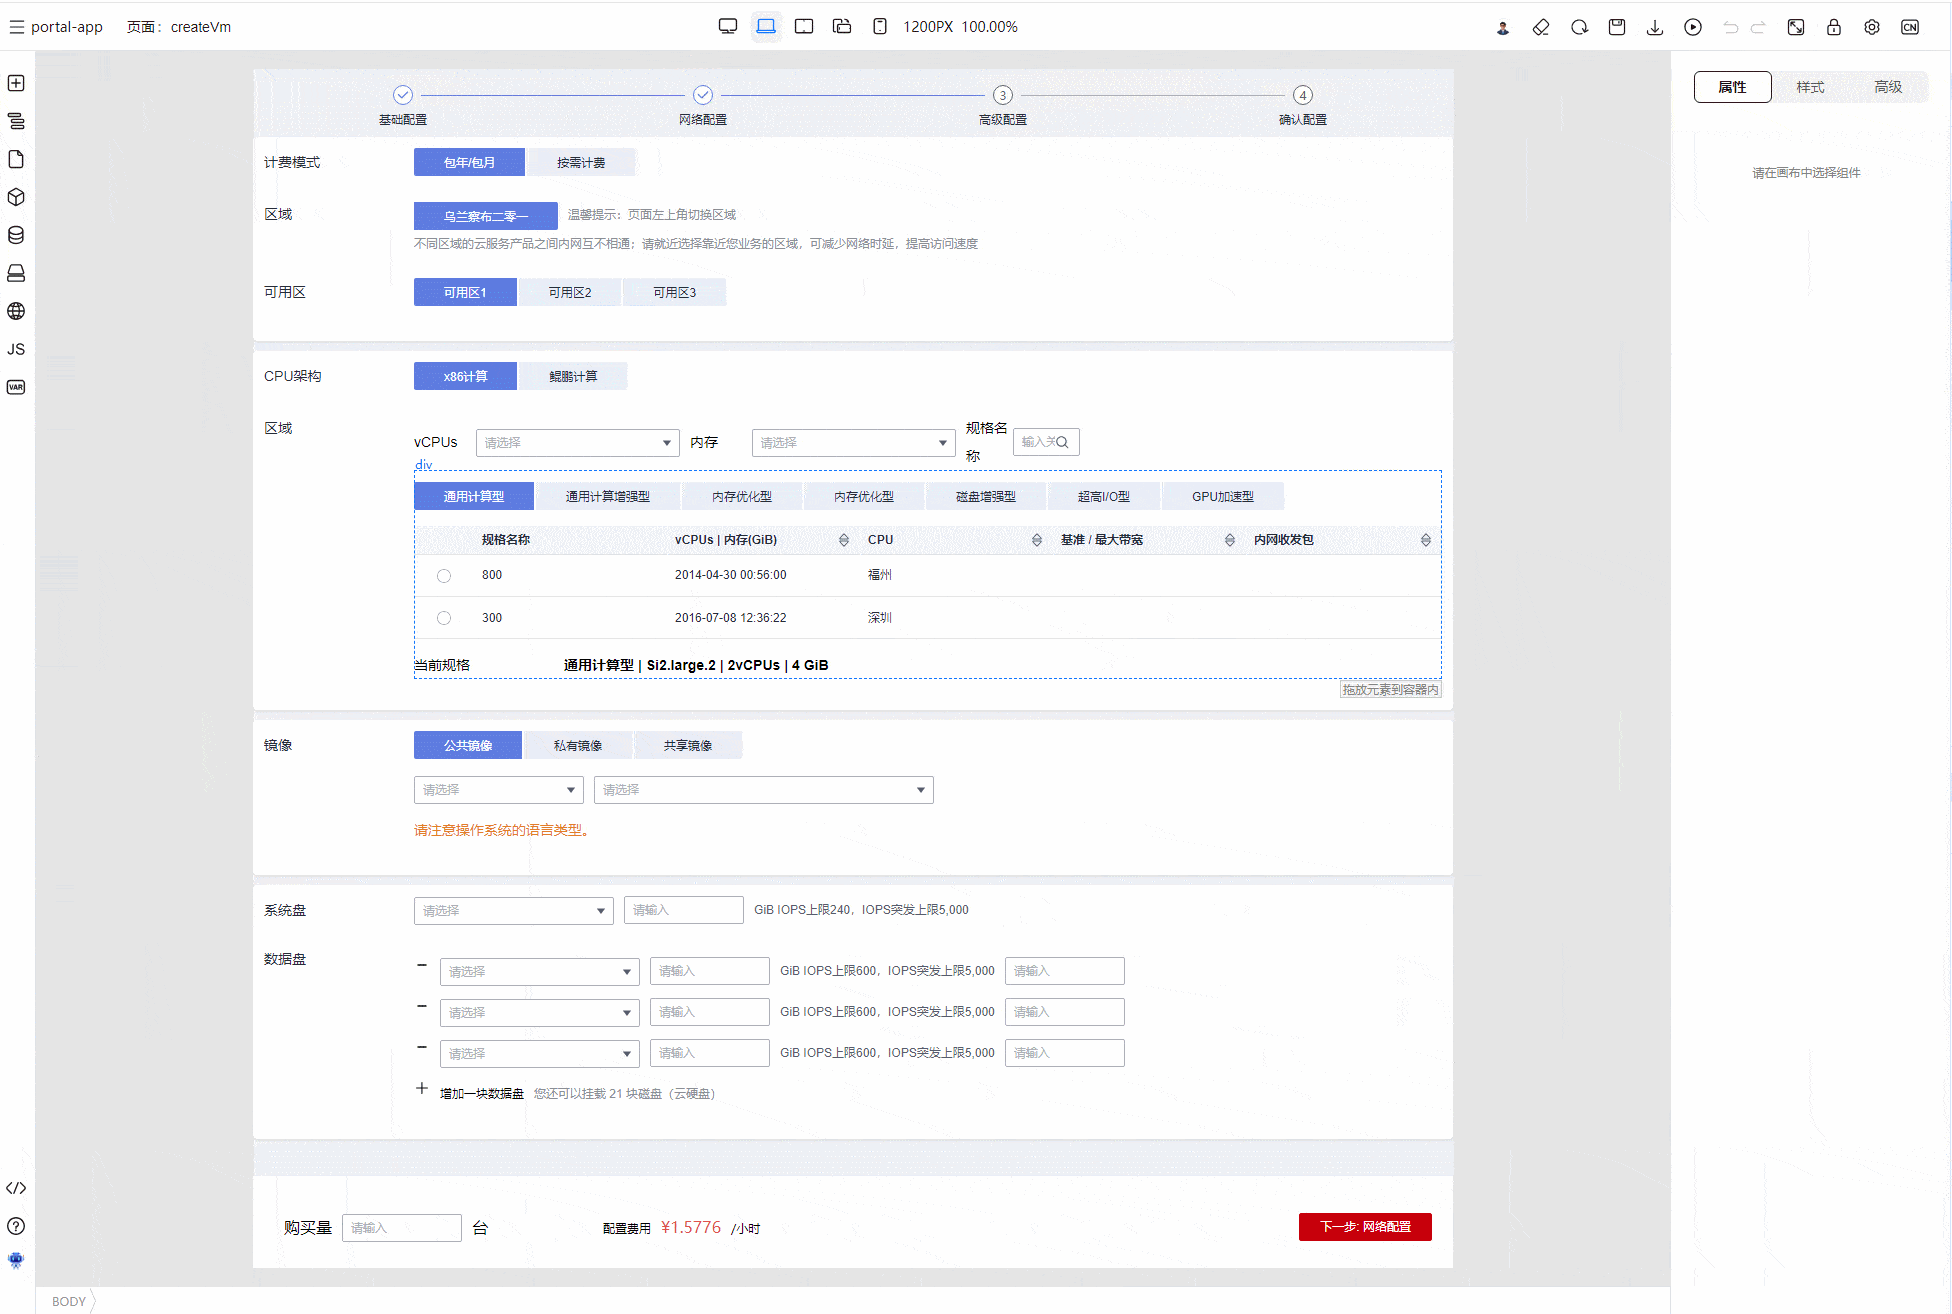 portal-app 页面：createVm 1200PX 100.00% CN
属性 样式 高级
请在画布中选择组件
JS
VAR
3 4
基础配置 网络配置 高级配置 确认配置
计费模式 包年/包月 按需计费
区域 乌兰察布二零一 温馨提示：页面左上角切换区域
不同区域的云服务产品之间内网互不相通；请就近选择靠近您业务的区域，可减少网络时延，提高访问速度
可用区 可用区1 可用区2 可用区3
CPU架构 x86计算 鲲鹏计算
区域 vCPUs 请选择 内存 请选择 规格名
称 输入关
div
通用计算型 通用计算增强型 内存优化型 内存优化型 磁盘增强型 超高I/O型 GPU加速型
规格名称 vCPUs | 内存(GiB) CPU 基准 / 最大带宽 内网收发包
800 2014-04-30 00:56:00 福州
300 2016-07-08 12:36:22 深圳
当前规格 通用计算型 | Si2.large.2 | 2vCPUs | 4 GiB
拖放元素到容器内
镜像 公共镜像 私有镜像 共享镜像
请选择 请选择
请注意操作系统的语言类型。
系统盘 请选择 请输入 GiB IOPS上限240，IOPS突发上限5,000
数据盘 请选择 请输入 GiB IOPS上限600，IOPS突发上限5,000 请输入
请选择 请输入 GiB IOPS上限600，IOPS突发上限5,000 请输入
请选择 请输入 GiB IOPS上限600，IOPS突发上限5,000 请输入
增加一块数据盘 您还可以挂载 21 块磁盘（云硬盘）
购买量 请输入 台 配置费用 ¥1.5776 /小时 下一步: 网络配置
BODY